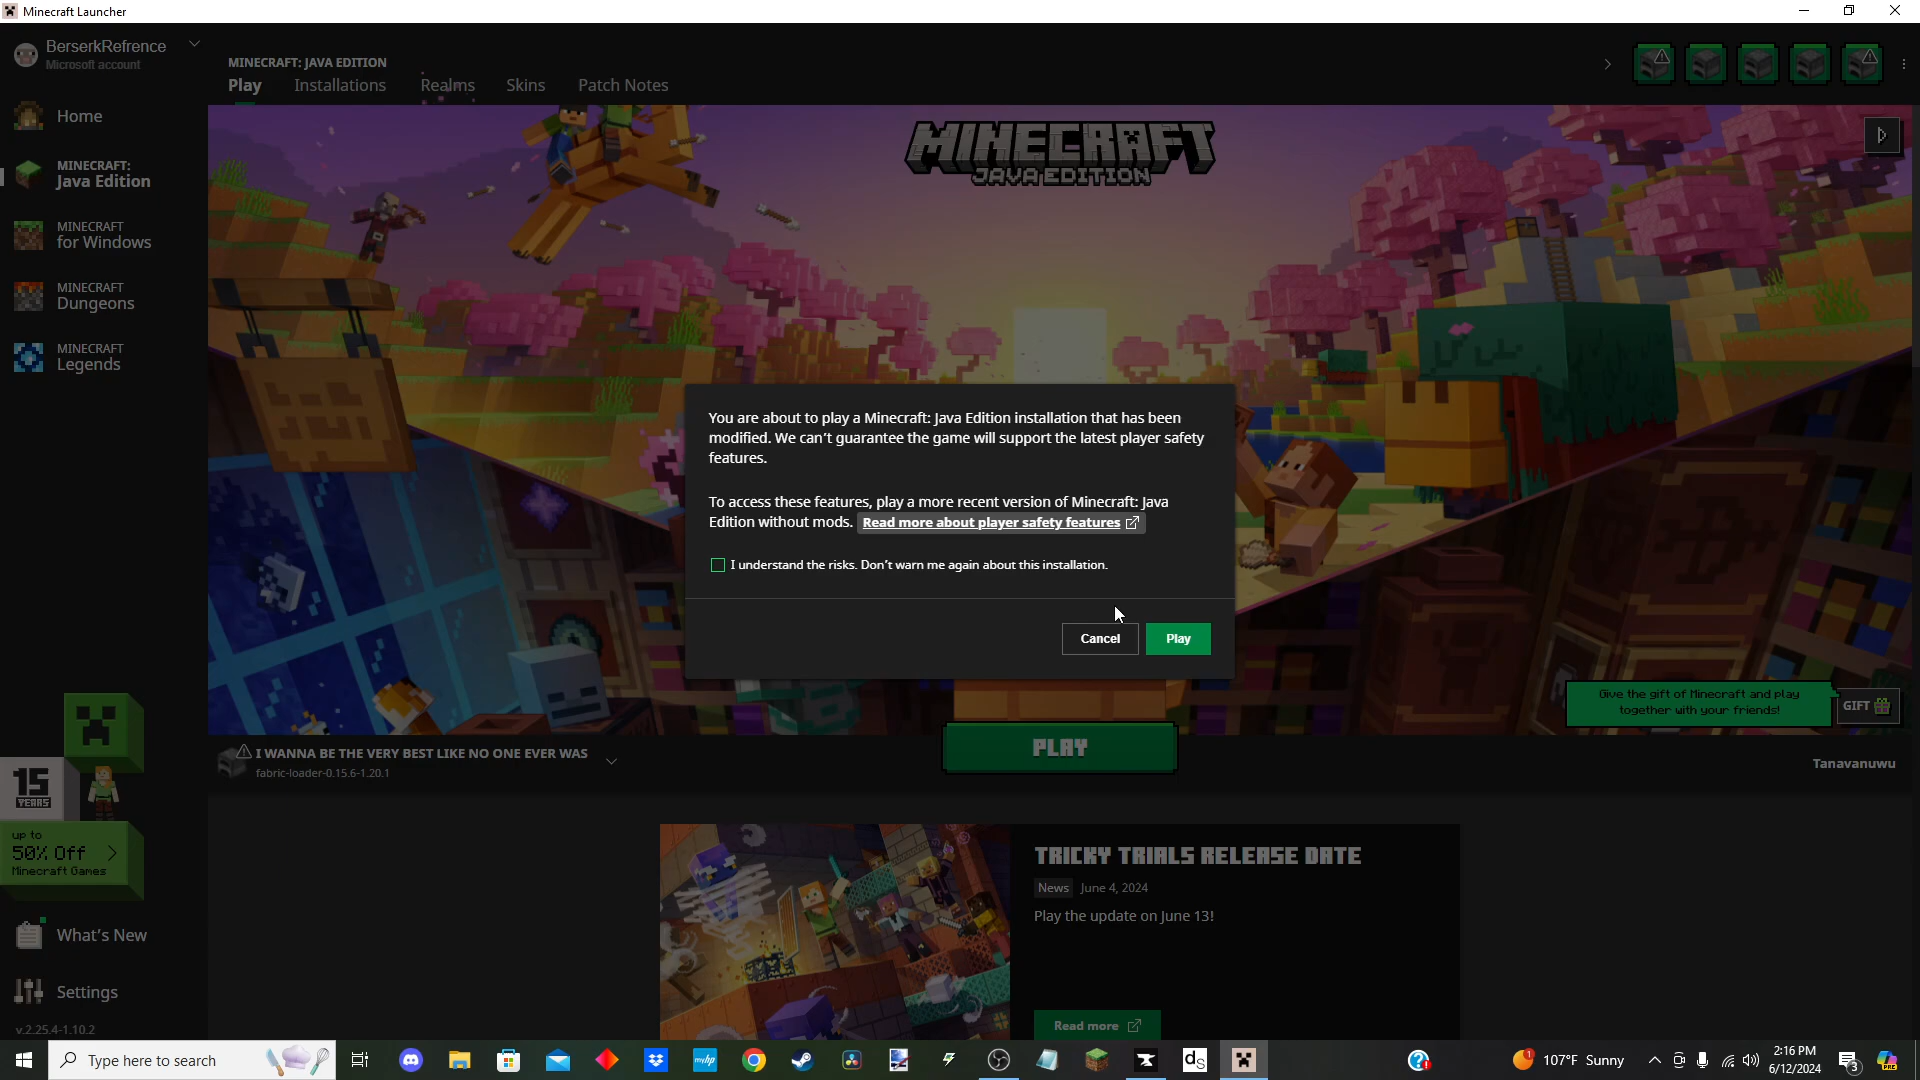 Minecraft Launcher
BerserkRefrence
Microsoft account
MINECRAFT: JAVA EDITION
Play
Installations
Realms
Skins
Patch Notes
Home
MINECRAFT:
Java Edition
MINECRAFT
for Windows
MINECRAFT
Dungeons
MINECRAFT
Legends
MINECRAFT
JAVA EDITION
You are about to play a Minecraft: Java Edition installation that has been
modified. We can't guarantee the game will support the latest player safety
features.
To access these features, play a more recent version of Minecraft: Java
Edition without mods. Read more about player safety features
I understand the risks. Don't warn me again about this installation.
Cancel
Play
Give the gift of Minecraft and play
together with your friends!
GIFT
I WANNA BE THE VERY BEST LIKE NO ONE EVER WAS
fabric-loader-0.15.6-1.20.1
PLAY
Tanavanuwu
15
YEARS
up to
50% Off
Minecraft Games
TRICKY TRIALS RELEASE DATE
News June 4, 2024
Play the update on June 13!
Read more
What's New
Settings
v.2.25.4-1.10.2
Type here to search
myhp
ds
107°F Sunny
2:16 PM
6/12/2024
3
PRE